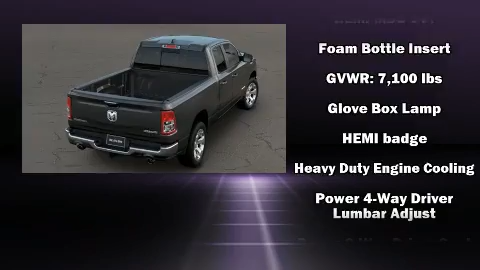 Foam Bottle Insert
GVWR: 7,100 lbs
Glove Box Lamp
HEMI badge
Heavy Duty Engine Cooling
Power 4-Way Driver
Lumbar Adjust